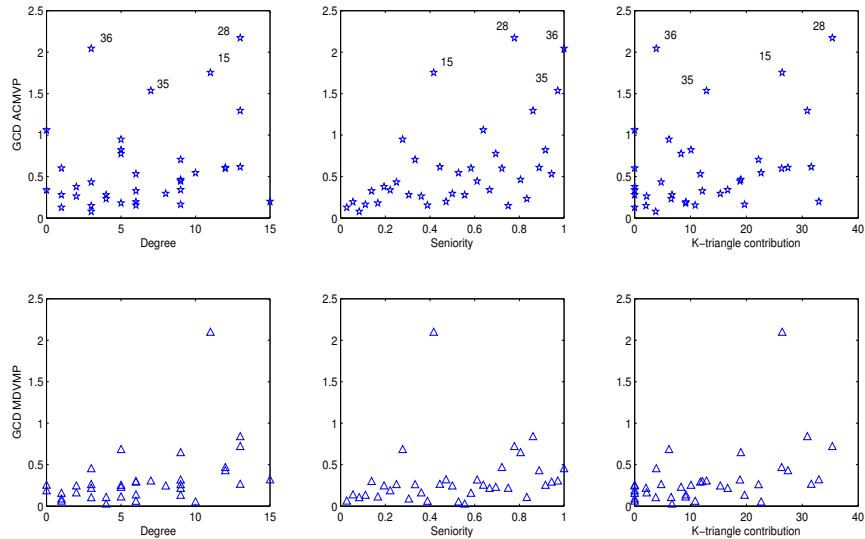 2.5 2.5 2.5
28 28 36 28
36 36
2 2 2
15 15 15
35 35 35
1.5 1.5 1.5
GCD ACMVP
1 1 1
0.5 0.5 0.5
0 0 0
0 5 10 15 0 0.2 0.4 0.6 0.8 1 0 10 20 30 40
Degree Seniority K−triangle contribution
2.5 2.5 2.5
2 2 2
1.5 1.5 1.5
GCD MDVMP
1 1 1
0.5 0.5 0.5
0 0 0
0 5 10 15 0 0.2 0.4 0.6 0.8 1 0 10 20 30 40
Degree Seniority K−triangle contribution